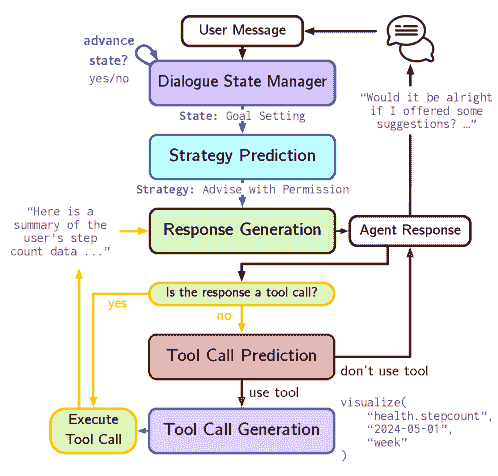 User Message
advance
state?
yes/no
Dialogue State Manager
State: Goal Setting
“Would it be alright
if I offered some
suggestions? …”
Strategy Prediction
Strategy: Advise with Permission
“Here is a
summary of the
user’s step
count data ...”
Response Generation
Agent Response
Is the response a tool call?
yes
no
Tool Call Prediction
don’t use tool
use tool
Execute
Tool Call
Tool Call Generation
visualize(
“health.stepcount”,
“2024-05-01”,
“week”
)